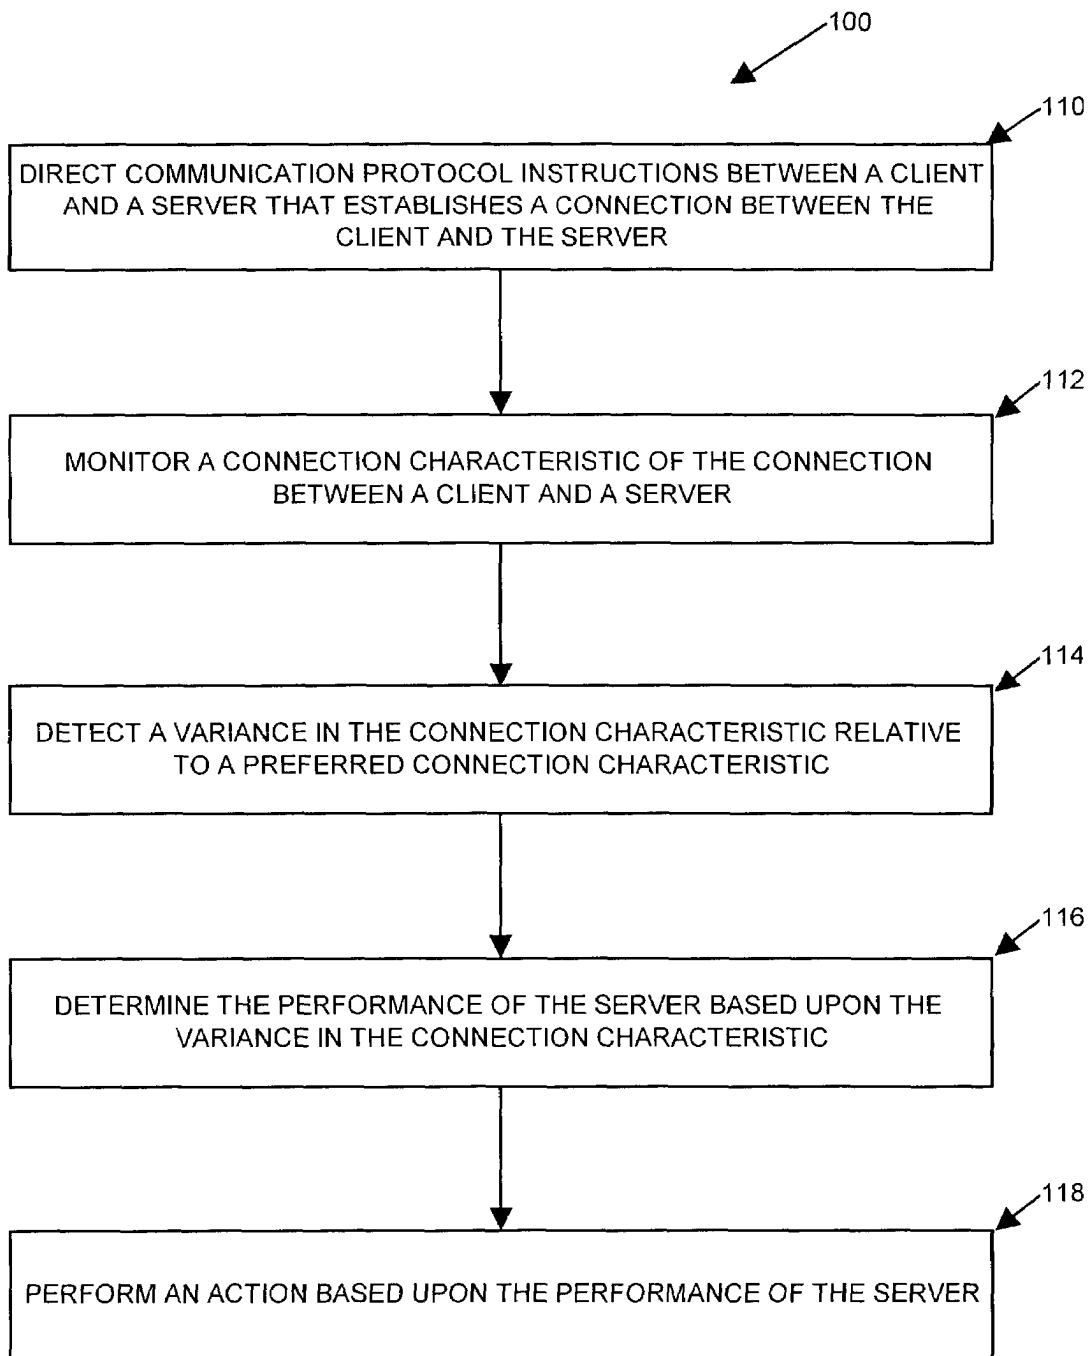 100
110
DIRECT COMMUNICATION PROTOCOL INSTRUCTIONS BETWEEN A CLIENT
AND A SERVER THAT ESTABLISHES A CONNECTION BETWEEN THE
CLIENT AND THE SERVER
112
MONITOR A CONNECTION CHARACTERISTIC OF THE CONNECTION
BETWEEN A CLIENT AND A SERVER
114
DETECT A VARIANCE IN THE CONNECTION CHARACTERISTIC RELATIVE
TO A PREFERRED CONNECTION CHARACTERISTIC
116
DETERMINE THE PERFORMANCE OF THE SERVER BASED UPON THE
VARIANCE IN THE CONNECTION CHARACTERISTIC
118
PERFORM AN ACTION BASED UPON THE PERFORMANCE OF THE SERVER